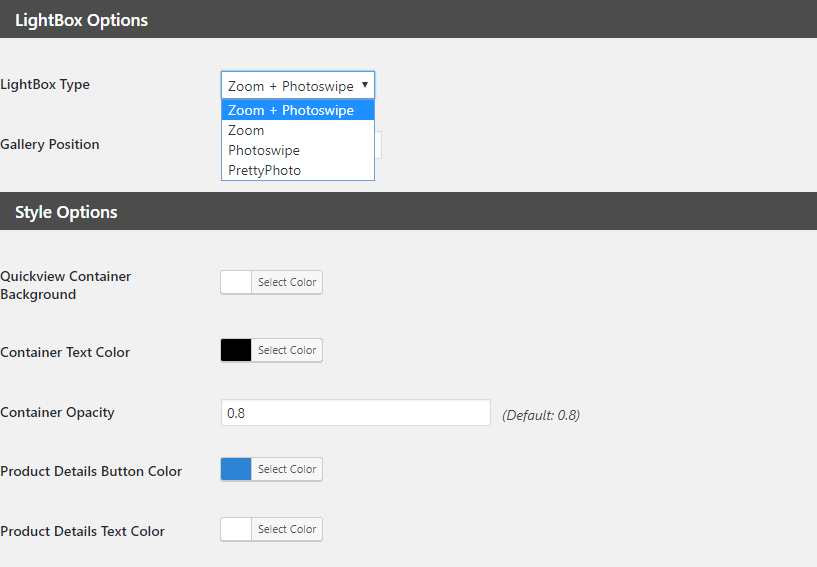 LightBox Options
LightBox Type
Zoom + Photoswipe
Zoom + Photoswipe
Zoom
Photoswipe
PrettyPhoto
Gallery Position
Style Options
Quickview Container
Background
Select Color
Container Text Color
Select Color
Container Opacity
0.8
(Default: 0.8)
Product Details Button Color
Select Color
Product Details Text Color
Select Color